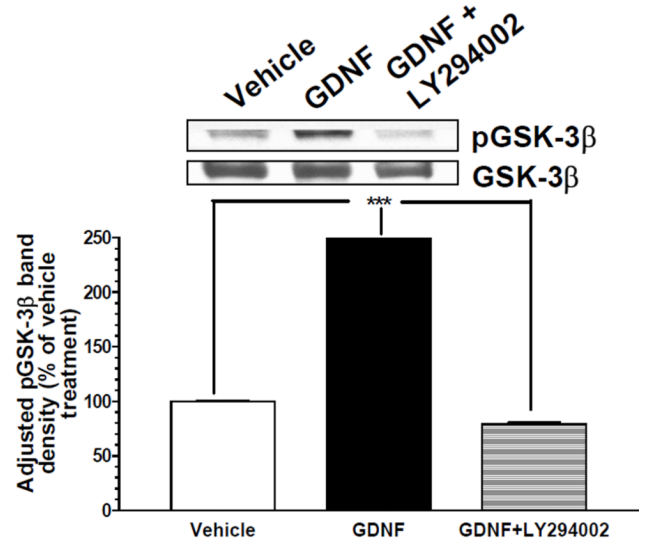 Vehicle
GDNF
GDNF +
LY294002
pGSK-3β
GSK-3β
***
Adjusted pGSK-3β band
density (% of vehicle
treatment)
250
200
150
100
50
0
Vehicle
GDNF
GDNF+LY294002